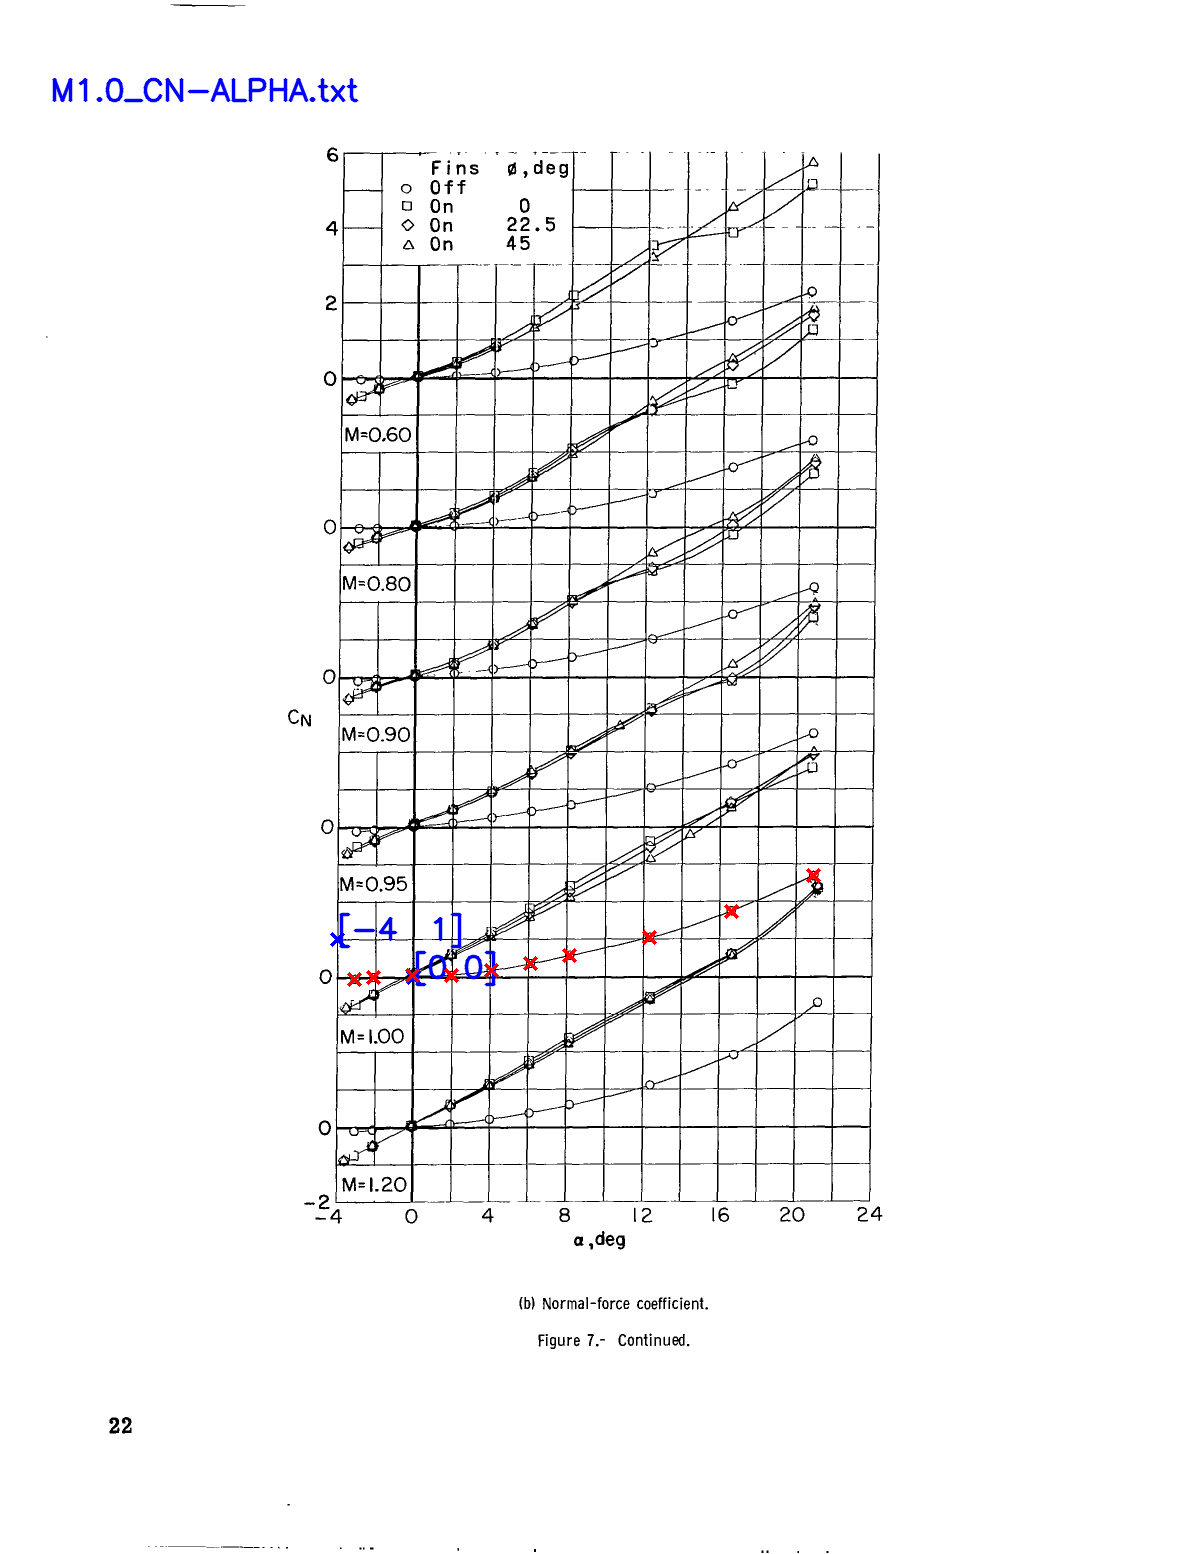 M1.0_CN-ALPHA.txt
6
Fins ø,deg
Off
On 0
4
On 22.5
On 45
2
0
M=0.60
0
M=0.80
0
CN
M=0.90
0
M=0.95
[-4 1]
[0 0]
0
M=1.00
0
M=1.20
-2
-4 0 4 8 12 16 20 24
α,deg
(b) Normal-force coefficient.
Figure 7.- Continued.
22